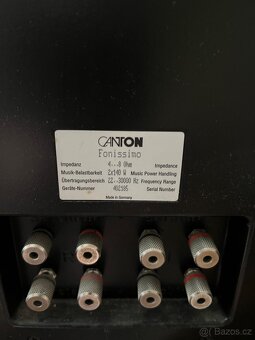 CANTON
Fonissimo
Impedanz 4...8 Ohm Impedance
Musik-Belastbarkeit 2x140 W Music Power Handling
Übertragungsbereich 22..30000 Hz Frequency Range
Geräte-Nummer Serial Number
Made in Germany
Bazoš.cz